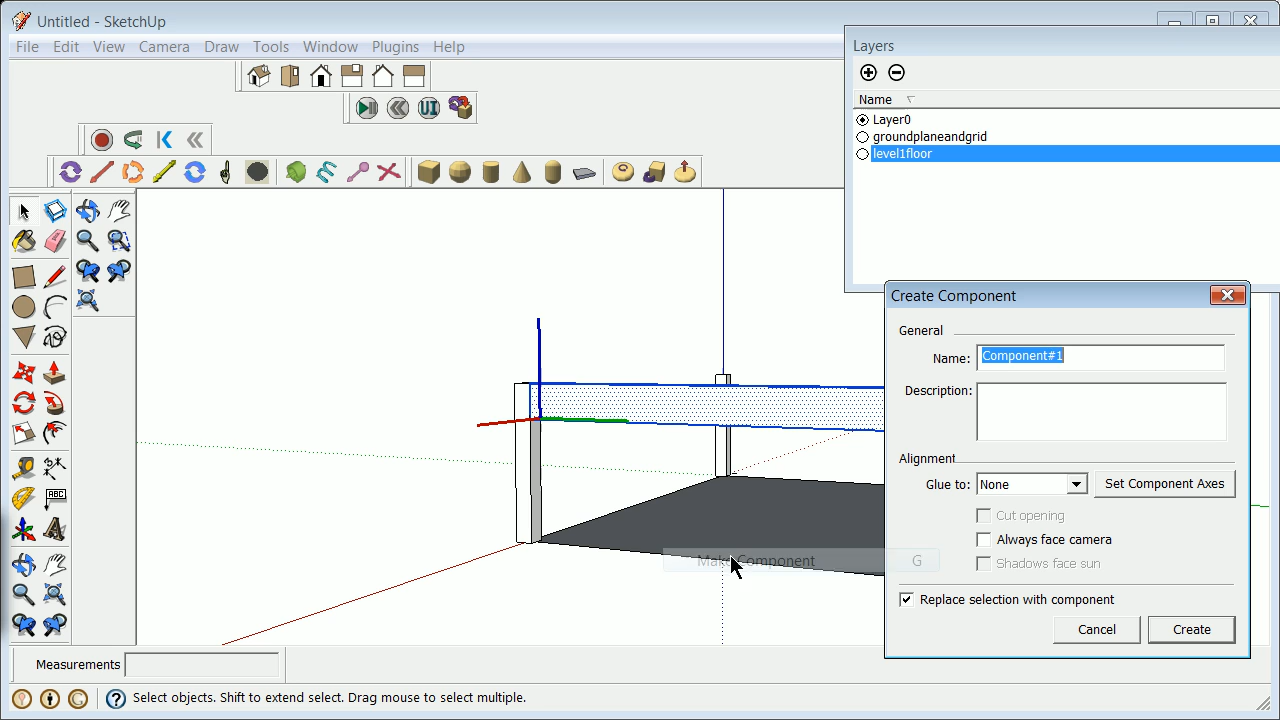 Untitled - SketchUp
File Edit View Camera Draw Tools Window Plugins Help
Layers
Name
Layer0
groundplaneandgrid
level1floor
UI
ABC
Create Component
General
Name: Component#1
Description:
Alignment
Glue to: None Set Component Axes
Cut opening
Always face camera
Shadows face sun
Make Component G
Replace selection with component
Cancel Create
Measurements
Select objects. Shift to extend select. Drag mouse to select multiple.